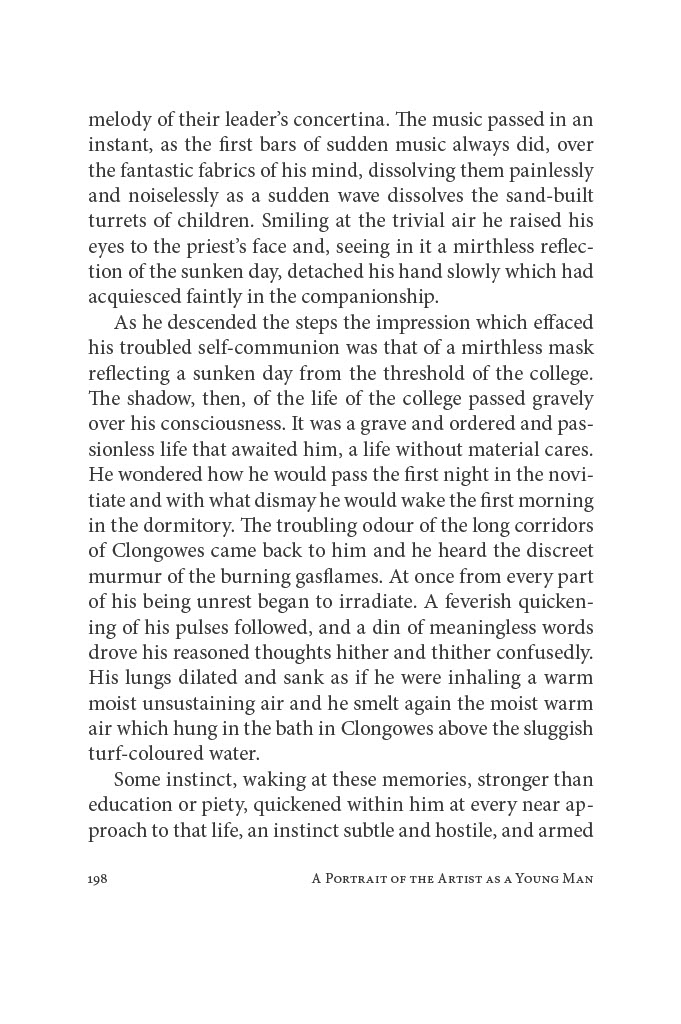 melody of their leader’s concertina. The music passed in an
instant, as the first bars of sudden music always did, over
the fantastic fabrics of his mind, dissolving them painlessly
and noiselessly as a sudden wave dissolves the sand-built
turrets of children. Smiling at the trivial air he raised his
eyes to the priest’s face and, seeing in it a mirthless reflec-
tion of the sunken day, detached his hand slowly which had
acquiesced faintly in the companionship.
As he descended the steps the impression which effaced
his troubled self-communion was that of a mirthless mask
reflecting a sunken day from the threshold of the college.
The shadow, then, of the life of the college passed gravely
over his consciousness. It was a grave and ordered and pas-
sionless life that awaited him, a life without material cares.
He wondered how he would pass the first night in the novi-
tiate and with what dismay he would wake the first morning
in the dormitory. The troubling odour of the long corridors
of Clongowes came back to him and he heard the discreet
murmur of the burning gasflames. At once from every part
of his being unrest began to irradiate. A feverish quicken-
ing of his pulses followed, and a din of meaningless words
drove his reasoned thoughts hither and thither confusedly.
His lungs dilated and sank as if he were inhaling a warm
moist unsustaining air and he smelt again the moist warm
air which hung in the bath in Clongowes above the sluggish
turf-coloured water.
Some instinct, waking at these memories, stronger than
education or piety, quickened within him at every near ap-
proach to that life, an instinct subtle and hostile, and armed
198 A Portrait of the Artist as a Young Man